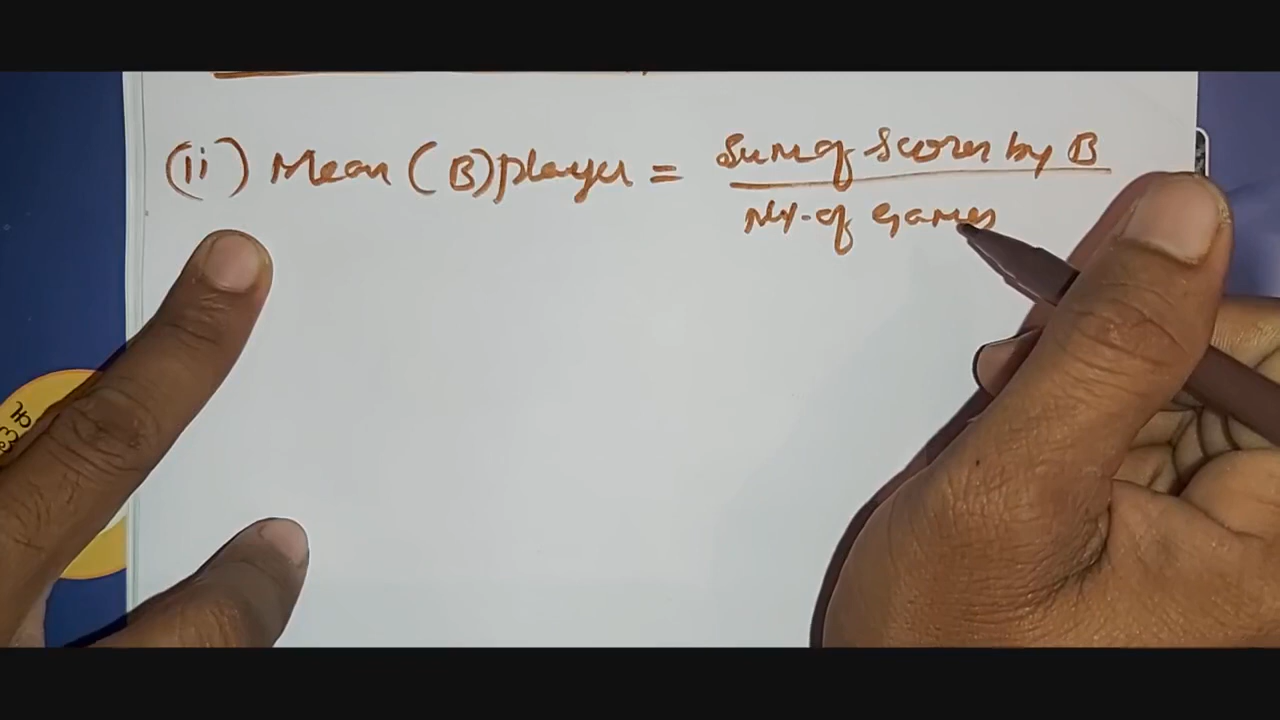 (ii) Mean (B) player = Sum of Scores by B
No. of Games